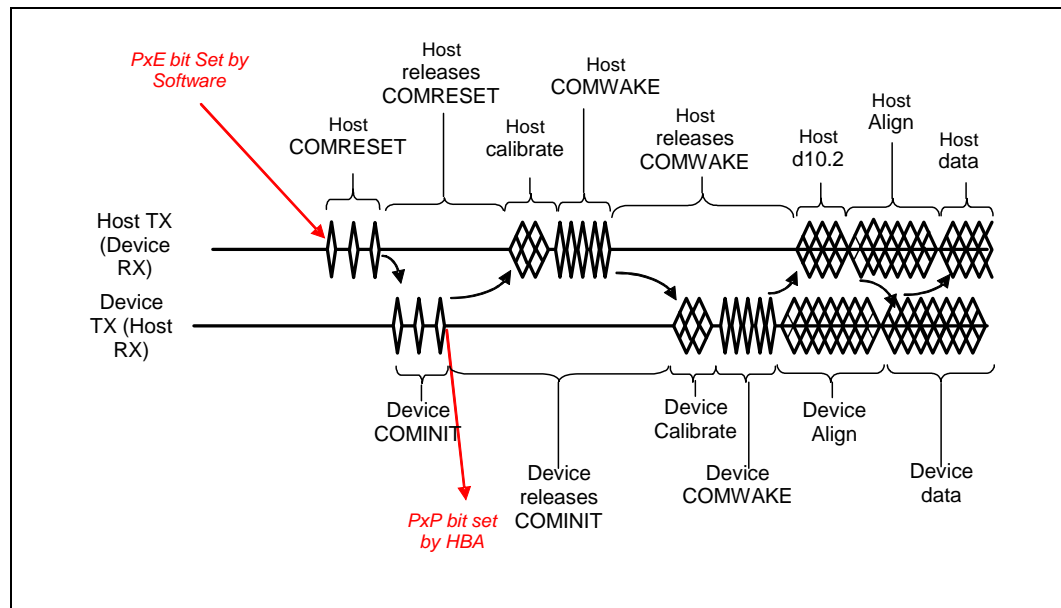 PxE bit Set by
Software
Host
releases
COMRESET
Host
COMWAKE
Host
COMRESET
Host
calibrate
Host
releases
COMWAKE
Host
d10.2
Host
Align
Host
data
Host TX
(Device
RX)
Device
TX (Host
RX)
Device
COMINIT
Device
releases
COMINIT
Device
Calibrate
Device
COMWAKE
Device
Align
Device
data
PxP bit set
by HBA